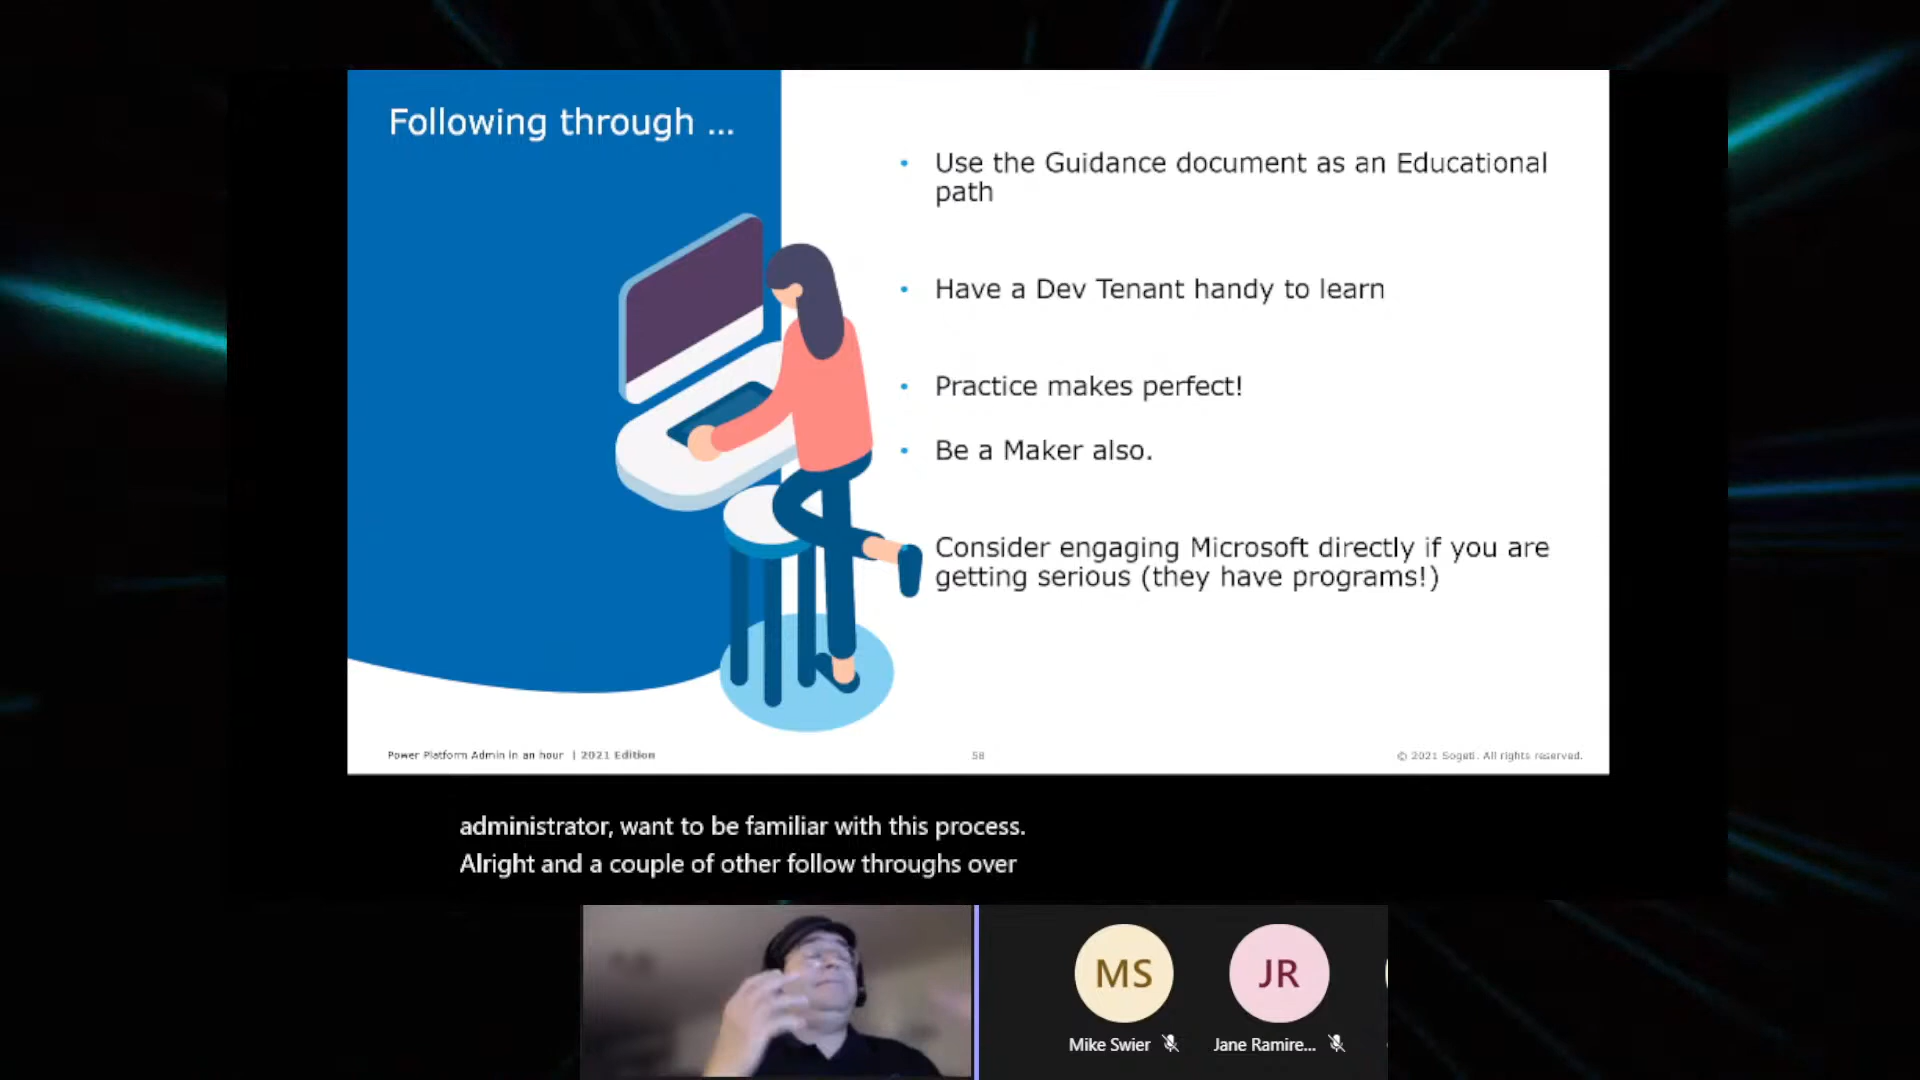 Following through ...
• Use the Guidance document as an Educational
path
• Have a Dev Tenant handy to learn
• Practice makes perfect!
• Be a Maker also.
Consider engaging Microsoft directly if you are
getting serious (they have programs!)
Power Platform Admin in an hour | 2021 Edition
58
© 2021 Sogeti. All rights reserved.
administrator, want to be familiar with this process.
Alright and a couple of other follow throughs over
MS
JR
Mike Swier
Jane Ramire...